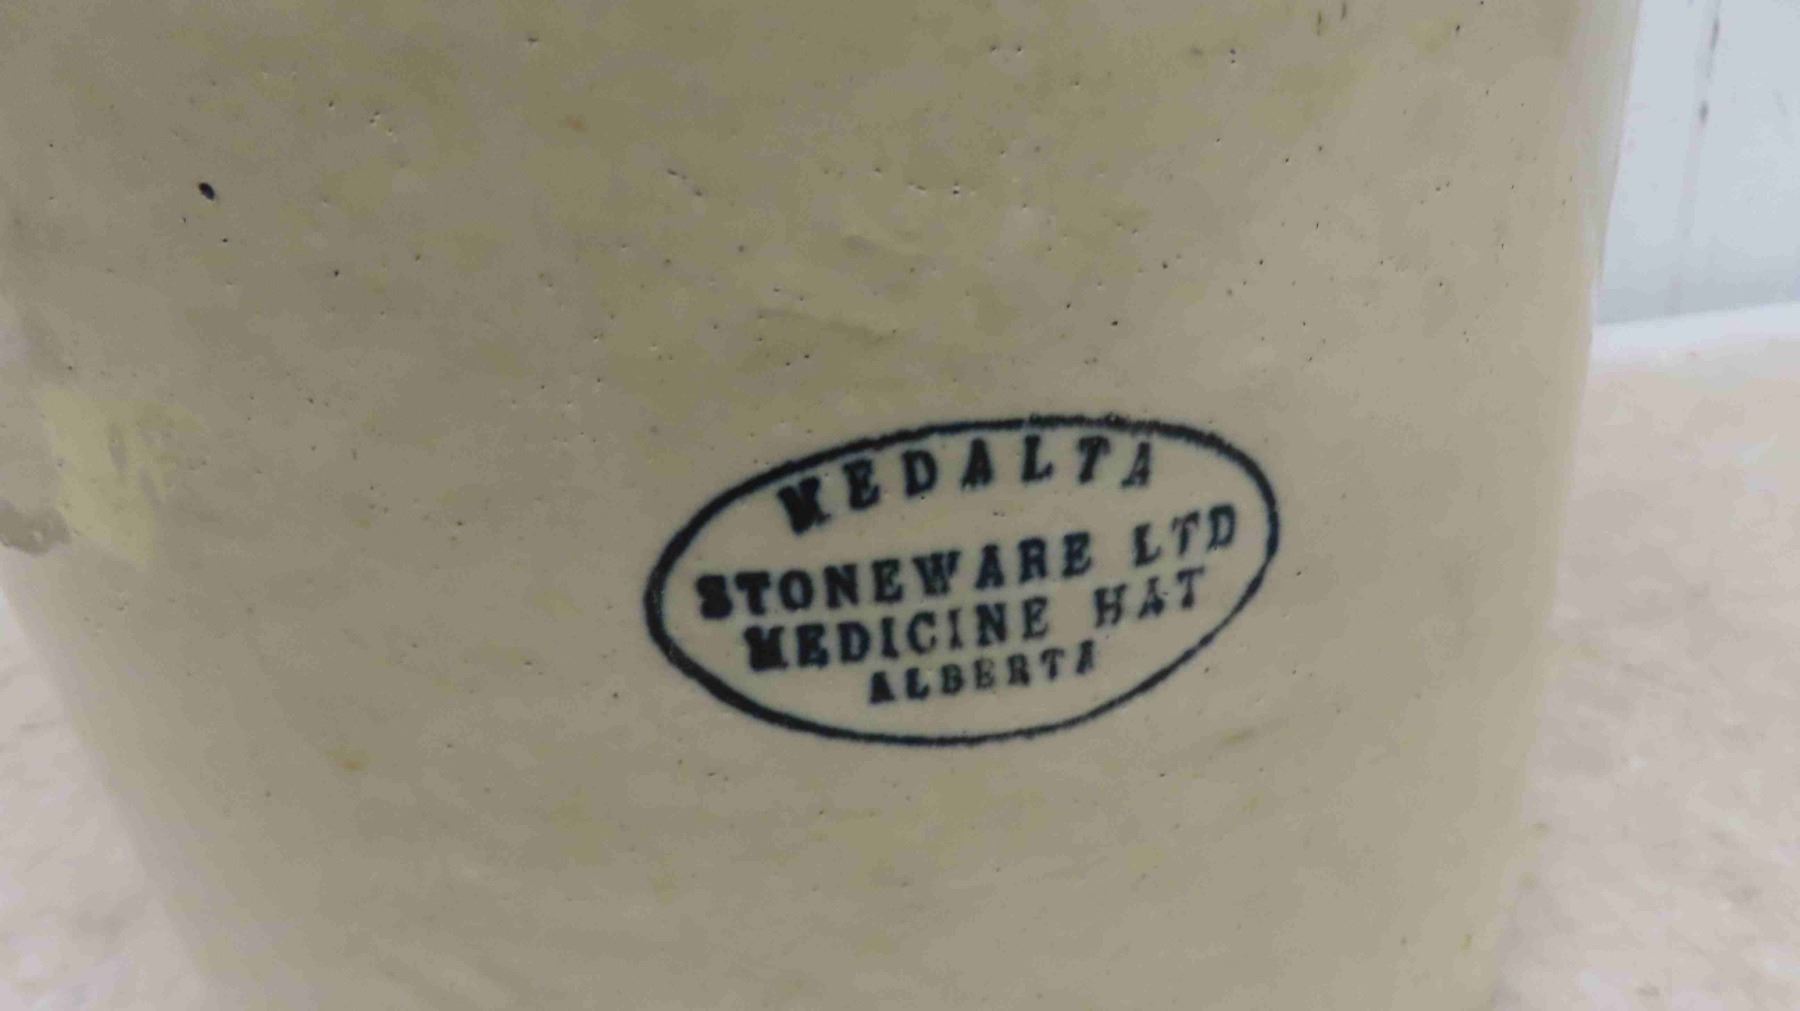 MEDALTA
STONEWARE LTD
MEDICINE HAT
ALBERTA